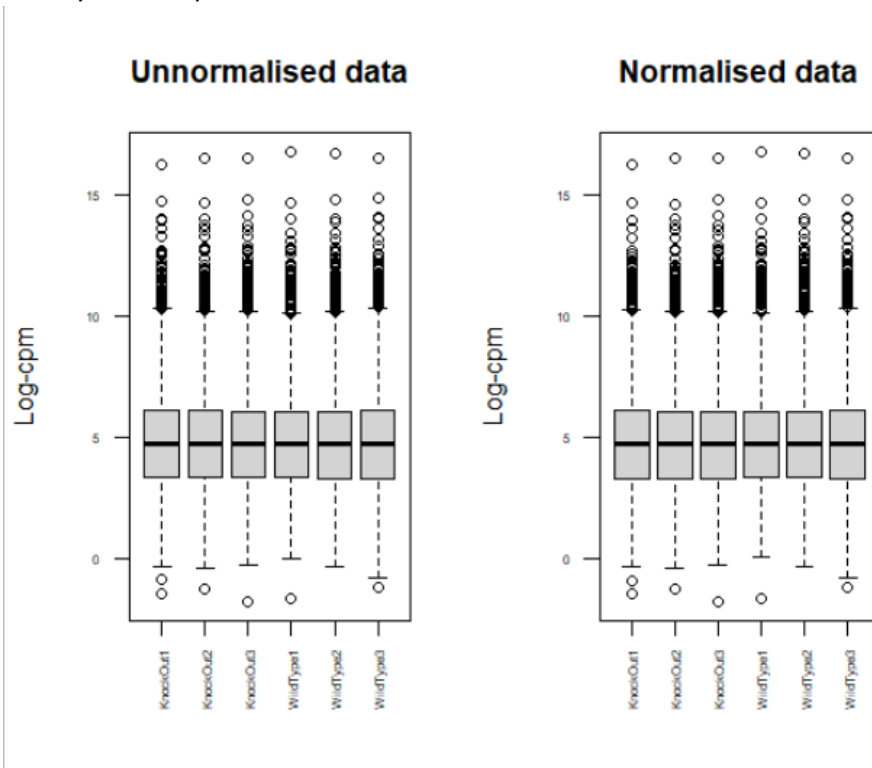 Unnormalised data
Normalised data
Log-cpm
15
10
5
0
KnockOut1
KnockOut2
KnockOut3
WildType1
WildType2
WildType3
Log-cpm
15
10
5
0
KnockOut1
KnockOut2
KnockOut3
WildType1
WildType2
WildType3